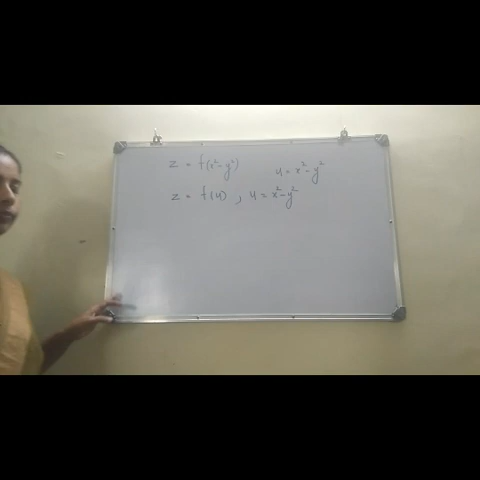 z = f(x²-y²) u = x²-y²
z = f(u) , u = x²-y²